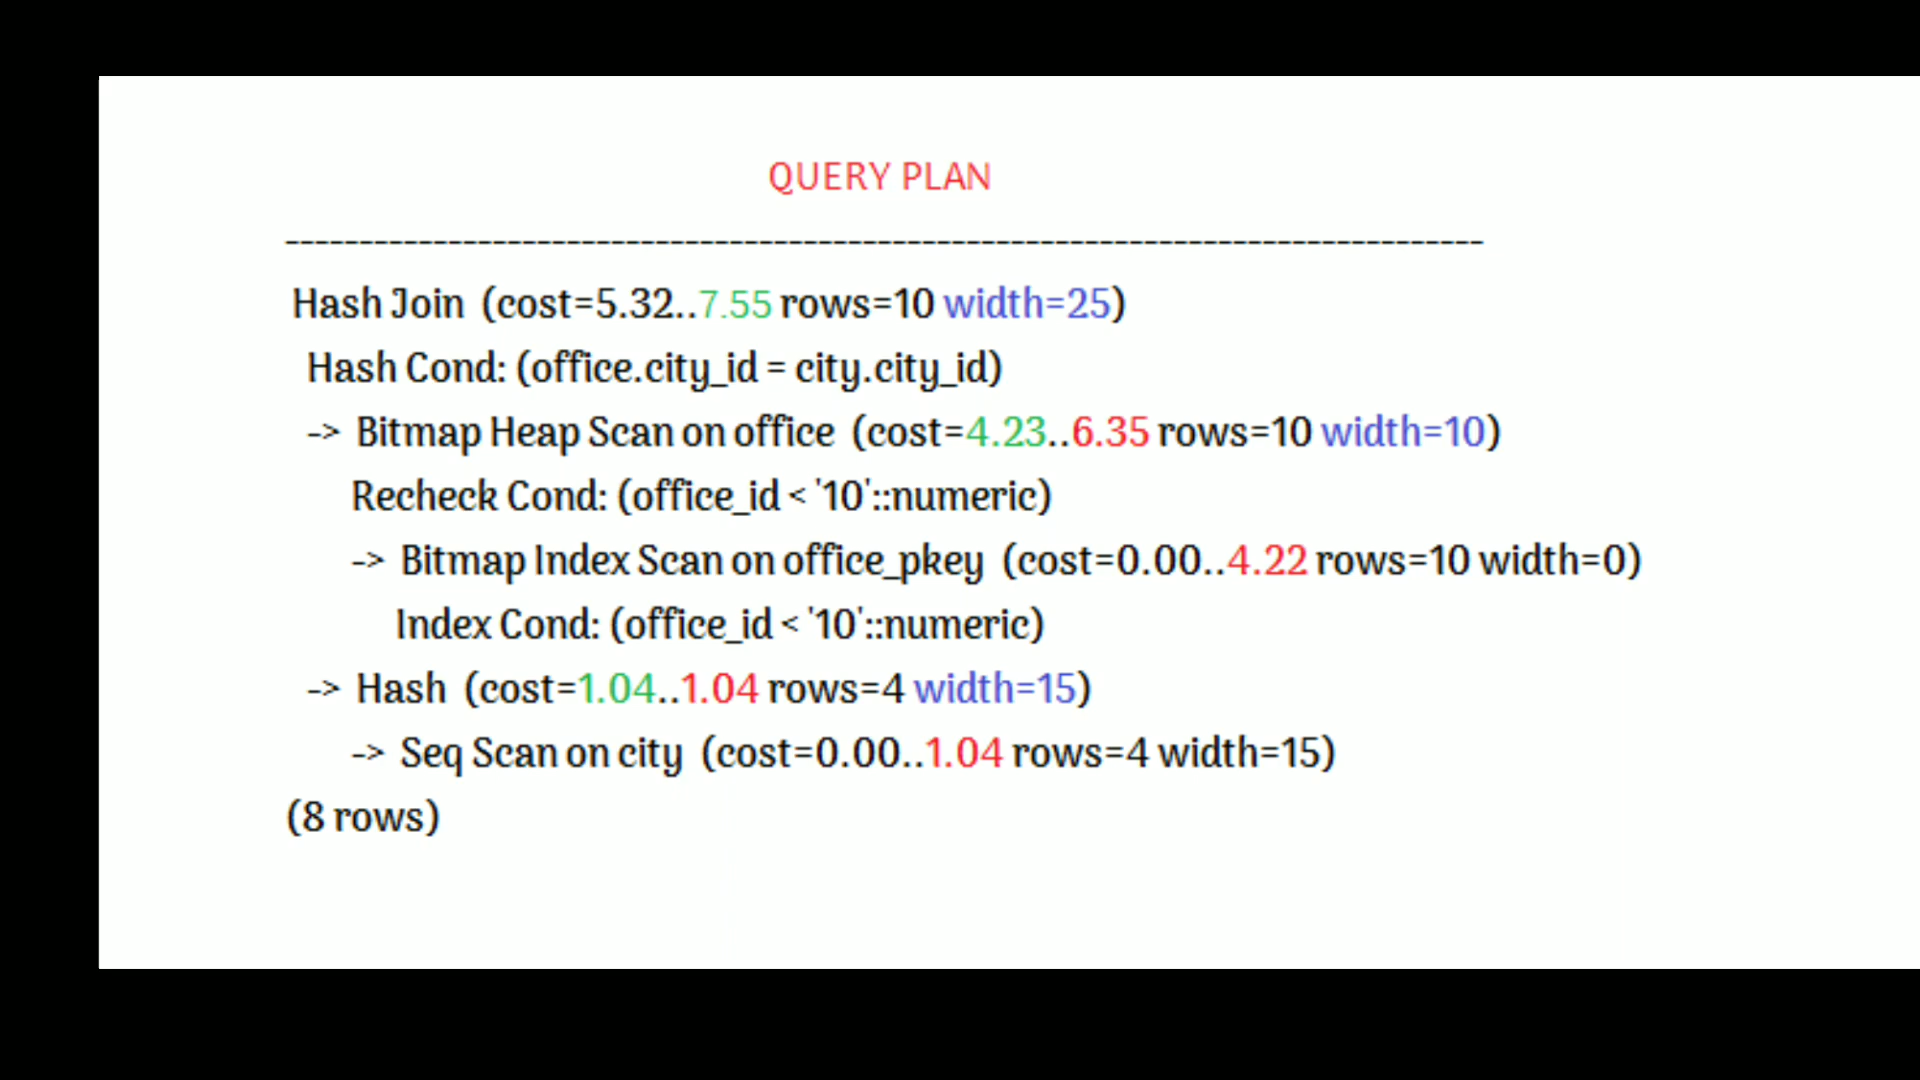 QUERY PLAN
--------------------------------------------------------------------------------
Hash Join (cost=5.32..7.55 rows=10 width=25)
Hash Cond: (office.city_id = city.city_id)
-> Bitmap Heap Scan on office (cost=4.23..6.35 rows=10 width=10)
Recheck Cond: (office_id < '10'::numeric)
-> Bitmap Index Scan on office_pkey (cost=0.00..4.22 rows=10 width=0)
Index Cond: (office_id < '10'::numeric)
-> Hash (cost=1.04..1.04 rows=4 width=15)
-> Seq Scan on city (cost=0.00..1.04 rows=4 width=15)
(8 rows)